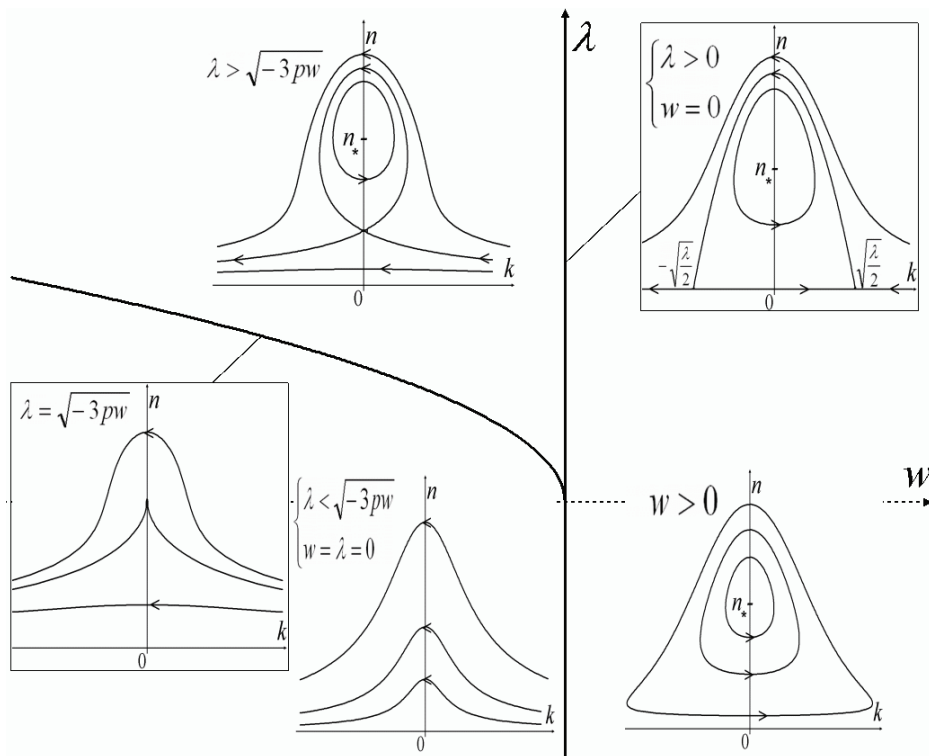 λ
w
n
λ > √−3pw
n
*
k
0
n
{ λ > 0
w = 0
n
*
−√λ/2
√λ/2
k
0
n
λ = √−3pw
k
0
n
{ λ < √−3pw
w = λ = 0
k
0
n
w > 0
n
*
k
0